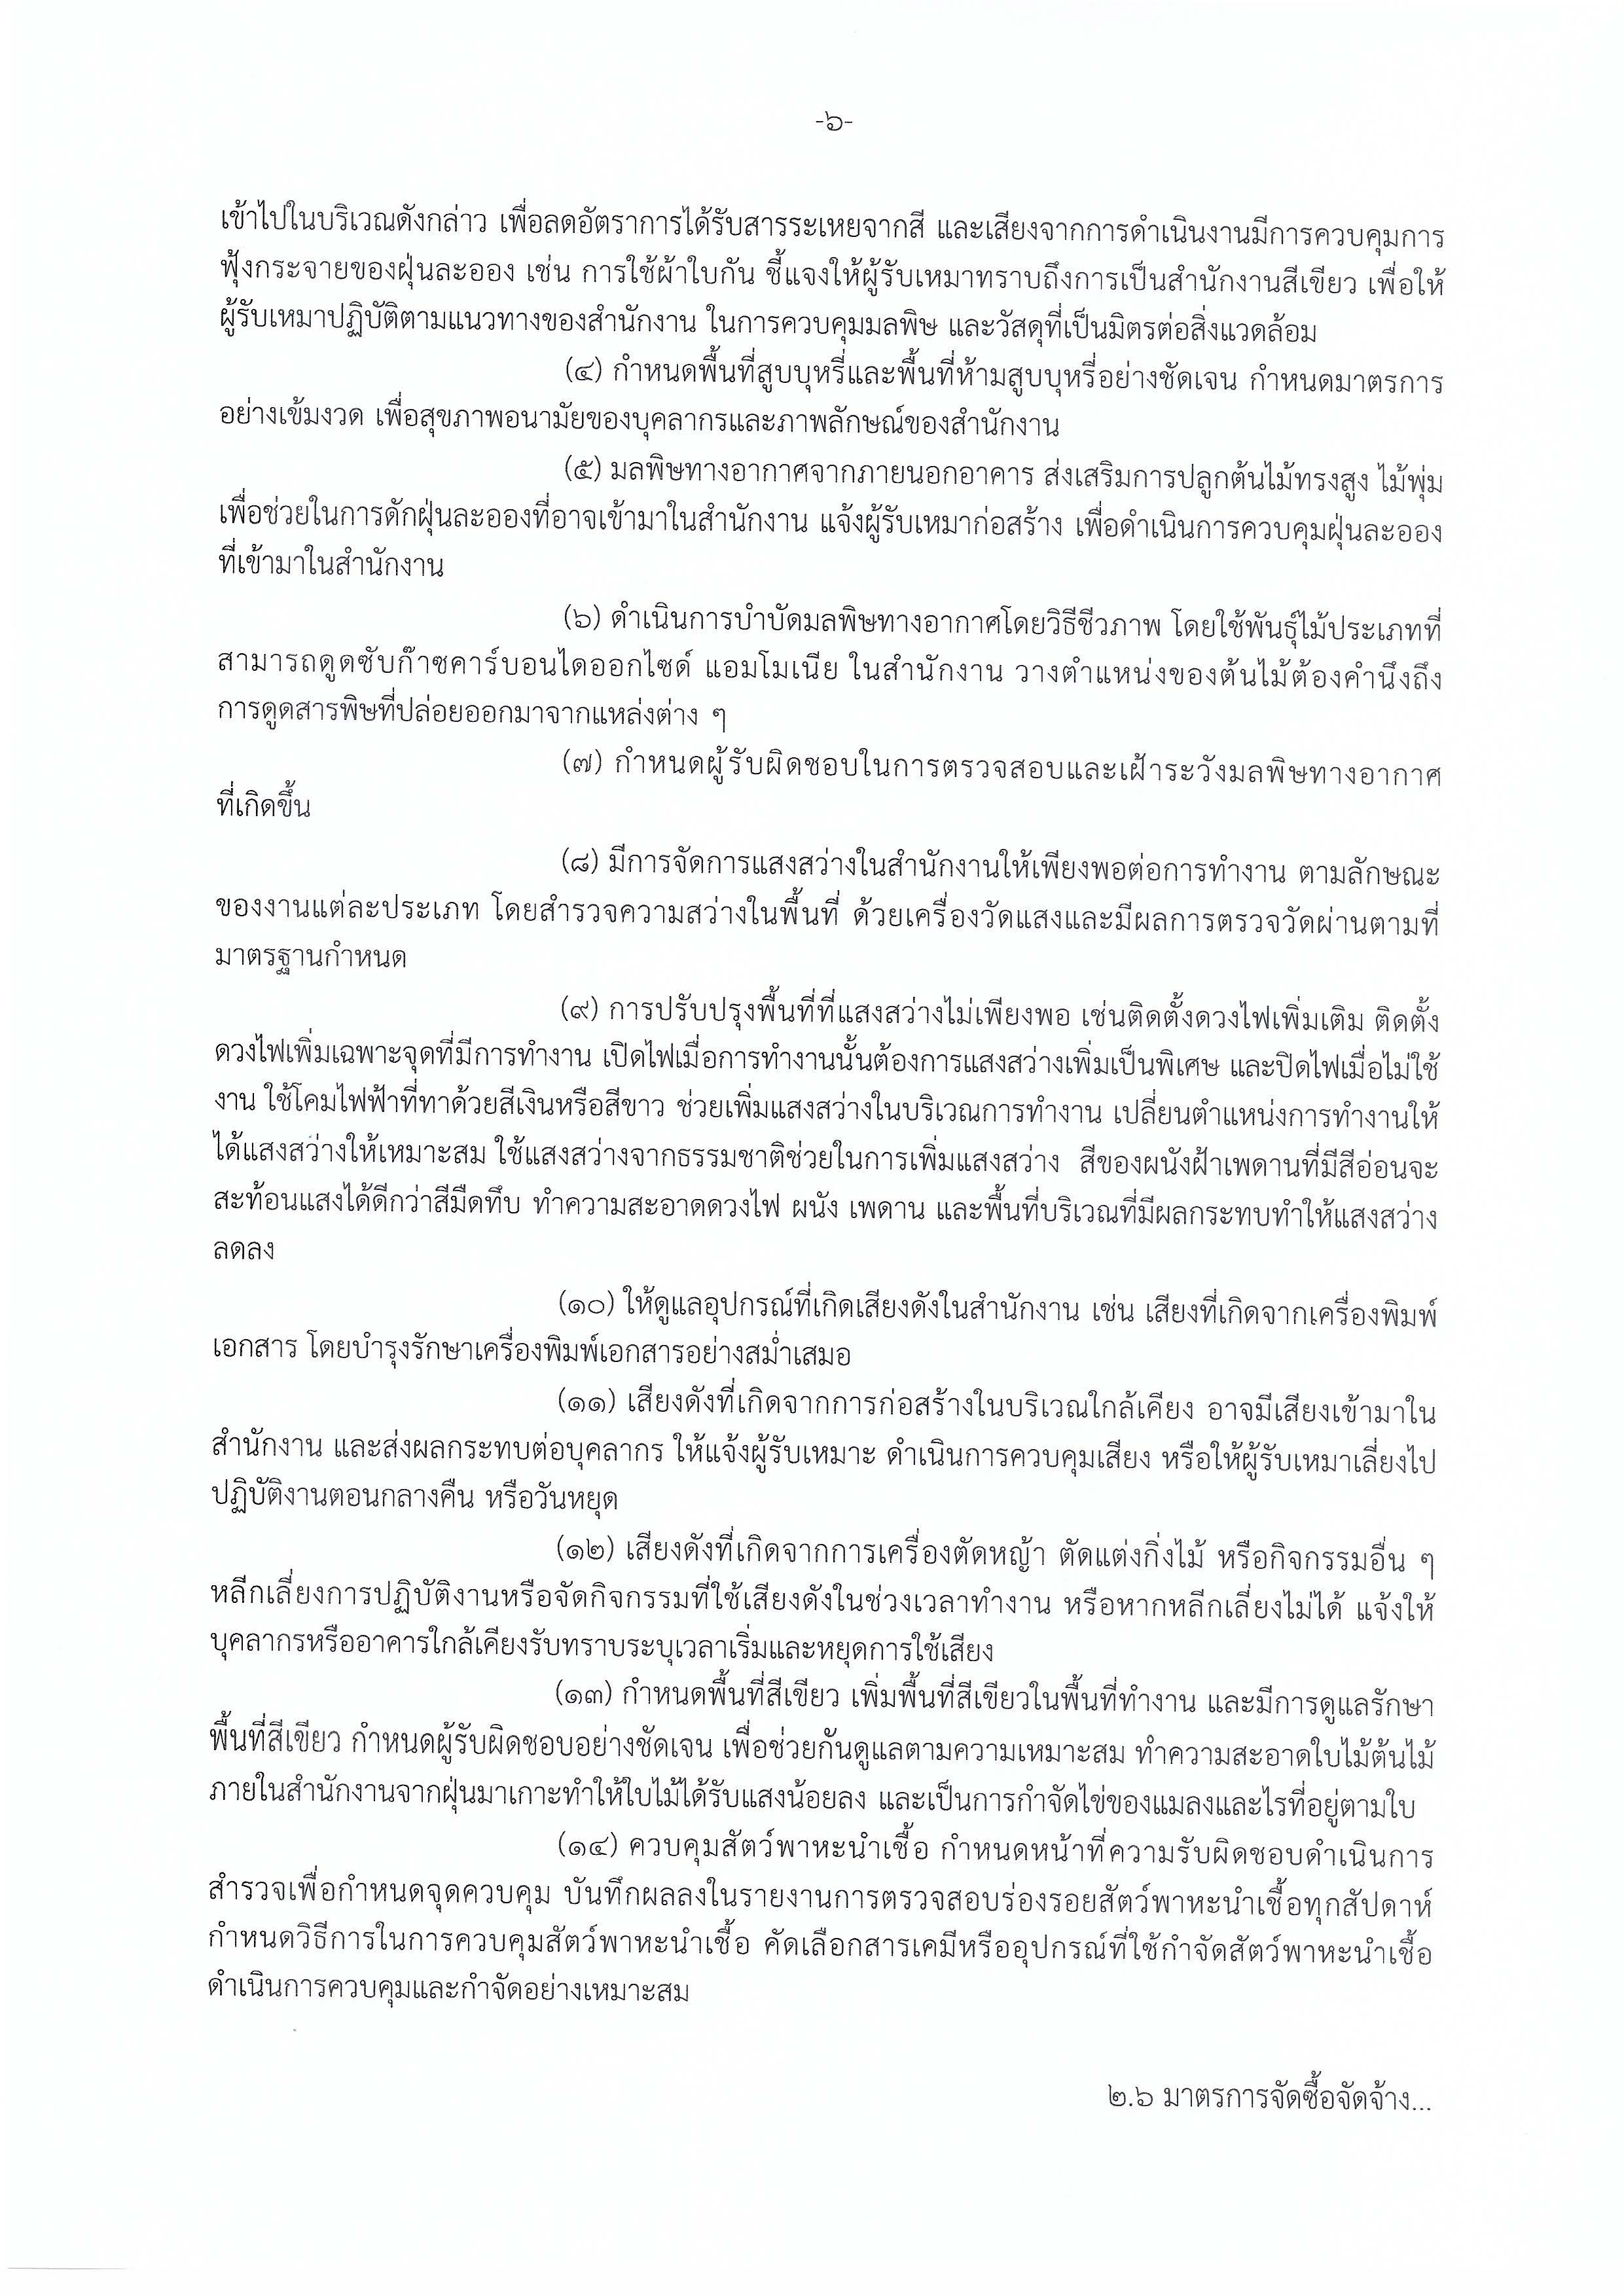 -๖-
เข้าไปในบริเวณดังกล่าว เพื่อลดอัตราการได้รับสารระเหยจากสี และเสียงจากการดำเนินงานมีการควบคุมการ
ฟุ้งกระจายของฝุ่นละออง เช่น การใช้ผ้าใบกัน ชี้แจงให้ผู้รับเหมาทราบถึงการเป็นสำนักงานสีเขียว เพื่อให้
ผู้รับเหมาปฏิบัติตามแนวทางของสำนักงาน ในการควบคุมมลพิษ และวัสดุที่เป็นมิตรต่อสิ่งแวดล้อม
(๔) กำหนดพื้นที่สูบบุหรี่และพื้นที่ห้ามสูบบุหรี่อย่างชัดเจน กำหนดมาตรการ
อย่างเข้มงวด เพื่อสุขภาพอนามัยของบุคลากรและภาพลักษณ์ของสำนักงาน
(๕) มลพิษทางอากาศจากภายนอกอาคาร ส่งเสริมการปลูกต้นไม้ทรงสูง ไม้พุ่ม
เพื่อช่วยในการดักฝุ่นละอองที่อาจเข้ามาในสำนักงาน แจ้งผู้รับเหมาก่อสร้าง เพื่อดำเนินการควบคุมฝุ่นละออง
ที่เข้ามาในสำนักงาน
(๖) ดำเนินการบำบัดมลพิษทางอากาศโดยวิธีชีวภาพ โดยใช้พันธุ์ไม้ประเภทที่
สามารถดูดซับก๊าซคาร์บอนไดออกไซด์ แอมโมเนีย ในสำนักงาน วางตำแหน่งของต้นไม้ต้องคำนึงถึง
การดูดสารพิษที่ปล่อยออกมาจากแหล่งต่าง ๆ
(๗) กำหนดผู้รับผิดชอบในการตรวจสอบและเฝ้าระวังมลพิษทางอากาศ
ที่เกิดขึ้น
(๘) มีการจัดการแสงสว่างในสำนักงานให้เพียงพอต่อการทำงาน ตามลักษณะ
ของงานแต่ละประเภท โดยสำรวจความสว่างในพื้นที่ ด้วยเครื่องวัดแสงและมีผลการตรวจวัดผ่านตามที่
มาตรฐานกำหนด
(๙) การปรับปรุงพื้นที่ที่แสงสว่างไม่เพียงพอ เช่นติดตั้งดวงไฟเพิ่มเติม ติดตั้ง
ดวงไฟเพิ่มเฉพาะจุดที่มีการทำงาน เปิดไฟเมื่อการทำงานนั้นต้องการแสงสว่างเพิ่มเป็นพิเศษ และปิดไฟเมื่อไม่ใช้
งาน ใช้โคมไฟฟ้าที่ทาด้วยสีเงินหรือสีขาว ช่วยเพิ่มแสงสว่างในบริเวณการทำงาน เปลี่ยนตำแหน่งการทำงานให้
ได้แสงสว่างให้เหมาะสม ใช้แสงสว่างจากธรรมชาติช่วยในการเพิ่มแสงสว่าง สีของผนังฝ้าเพดานที่มีสีอ่อนจะ
สะท้อนแสงได้ดีกว่าสีมืดทึบ ทำความสะอาดดวงไฟ ผนัง เพดาน และพื้นที่บริเวณที่มีผลกระทบทำให้แสงสว่าง
ลดลง
(๑๐) ให้ดูแลอุปกรณ์ที่เกิดเสียงดังในสำนักงาน เช่น เสียงที่เกิดจากเครื่องพิมพ์
เอกสาร โดยบำรุงรักษาเครื่องพิมพ์เอกสารอย่างสม่ำเสมอ
(๑๑) เสียงดังที่เกิดจากการก่อสร้างในบริเวณใกล้เคียง อาจมีเสียงเข้ามาใน
สำนักงาน และส่งผลกระทบต่อบุคลากร ให้แจ้งผู้รับเหมาะ ดำเนินการควบคุมเสียง หรือให้ผู้รับเหมาเลี่ยงไป
ปฏิบัติงานตอนกลางคืน หรือวันหยุด
(๑๒) เสียงดังที่เกิดจากการเครื่องตัดหญ้า ตัดแต่งกิ่งไม้ หรือกิจกรรมอื่น ๆ
หลีกเลี่ยงการปฏิบัติงานหรือจัดกิจกรรมที่ใช้เสียงดังในช่วงเวลาทำงาน หรือหากหลีกเลี่ยงไม่ได้ แจ้งให้
บุคลากรหรืออาคารใกล้เคียงรับทราบระบุเวลาเริ่มและหยุดการใช้เสียง
(๑๓) กำหนดพื้นที่สีเขียว เพิ่มพื้นที่สีเขียวในพื้นที่ทำงาน และมีการดูแลรักษา
พื้นที่สีเขียว กำหนดผู้รับผิดชอบอย่างชัดเจน เพื่อช่วยกันดูแลตามความเหมาะสม ทำความสะอาดใบไม้ต้นไม้
ภายในสำนักงานจากฝุ่นมาเกาะทำให้ใบไม้ได้รับแสงน้อยลง และเป็นการกำจัดไข่ของแมลงและไรที่อยู่ตามใบ
(๑๔) ควบคุมสัตว์พาหะนำเชื้อ กำหนดหน้าที่ความรับผิดชอบดำเนินการ
สำรวจเพื่อกำหนดจุดควบคุม บันทึกผลลงในรายงานการตรวจสอบร่องรอยสัตว์พาหะนำเชื้อทุกสัปดาห์
กำหนดวิธีการในการควบคุมสัตว์พาหะนำเชื้อ คัดเลือกสารเคมีหรืออุปกรณ์ที่ใช้กำจัดสัตว์พาหะนำเชื้อ
ดำเนินการควบคุมและกำจัดอย่างเหมาะสม
๒.๖ มาตรการจัดซื้อจัดจ้าง...